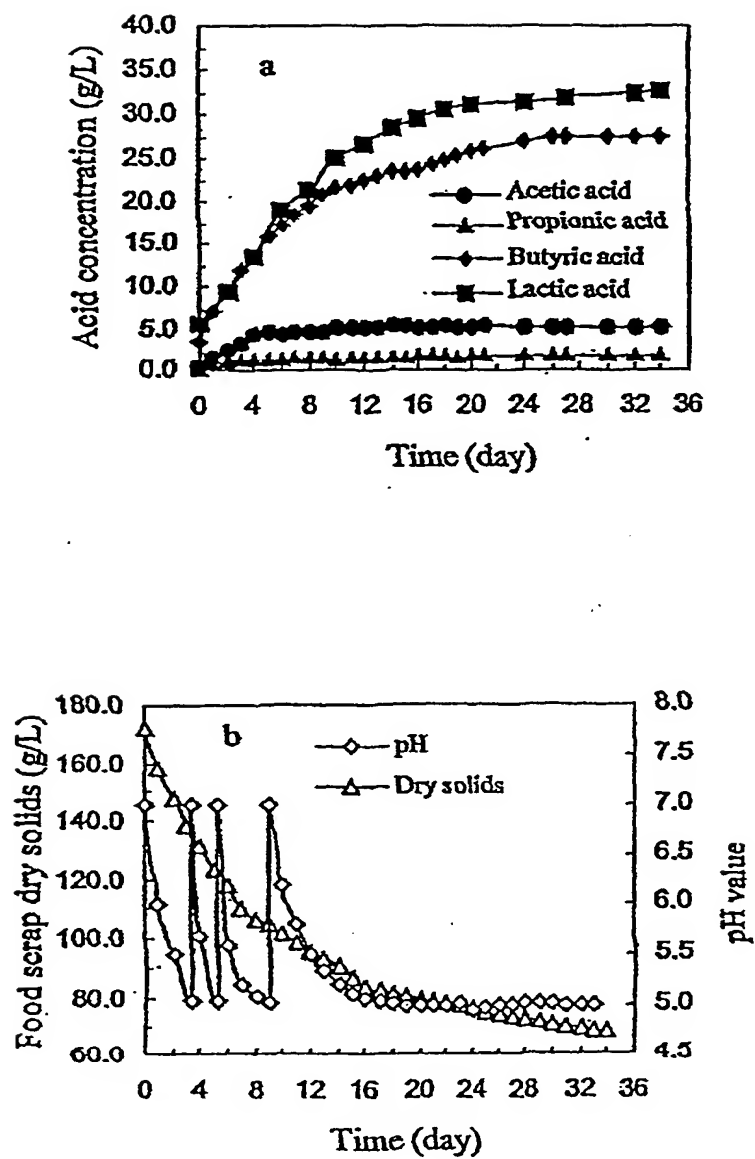 a
Acid concentration (g/L)
40.0
35.0
30.0
25.0
20.0
15.0
10.0
5.0
0.0
Acetic acid
Propionic acid
Butyric acid
Lactic acid
0 4 8 12 16 20 24 28 32 36
Time (day)
b
Food scrap dry solids (g/L)
180.0
160.0
140.0
120.0
100.0
80.0
60.0
pH
Dry solids
8.0
7.5
7.0
6.5
6.0
5.5
5.0
4.5
pH value
0 4 8 12 16 20 24 28 32 36
Time (day)